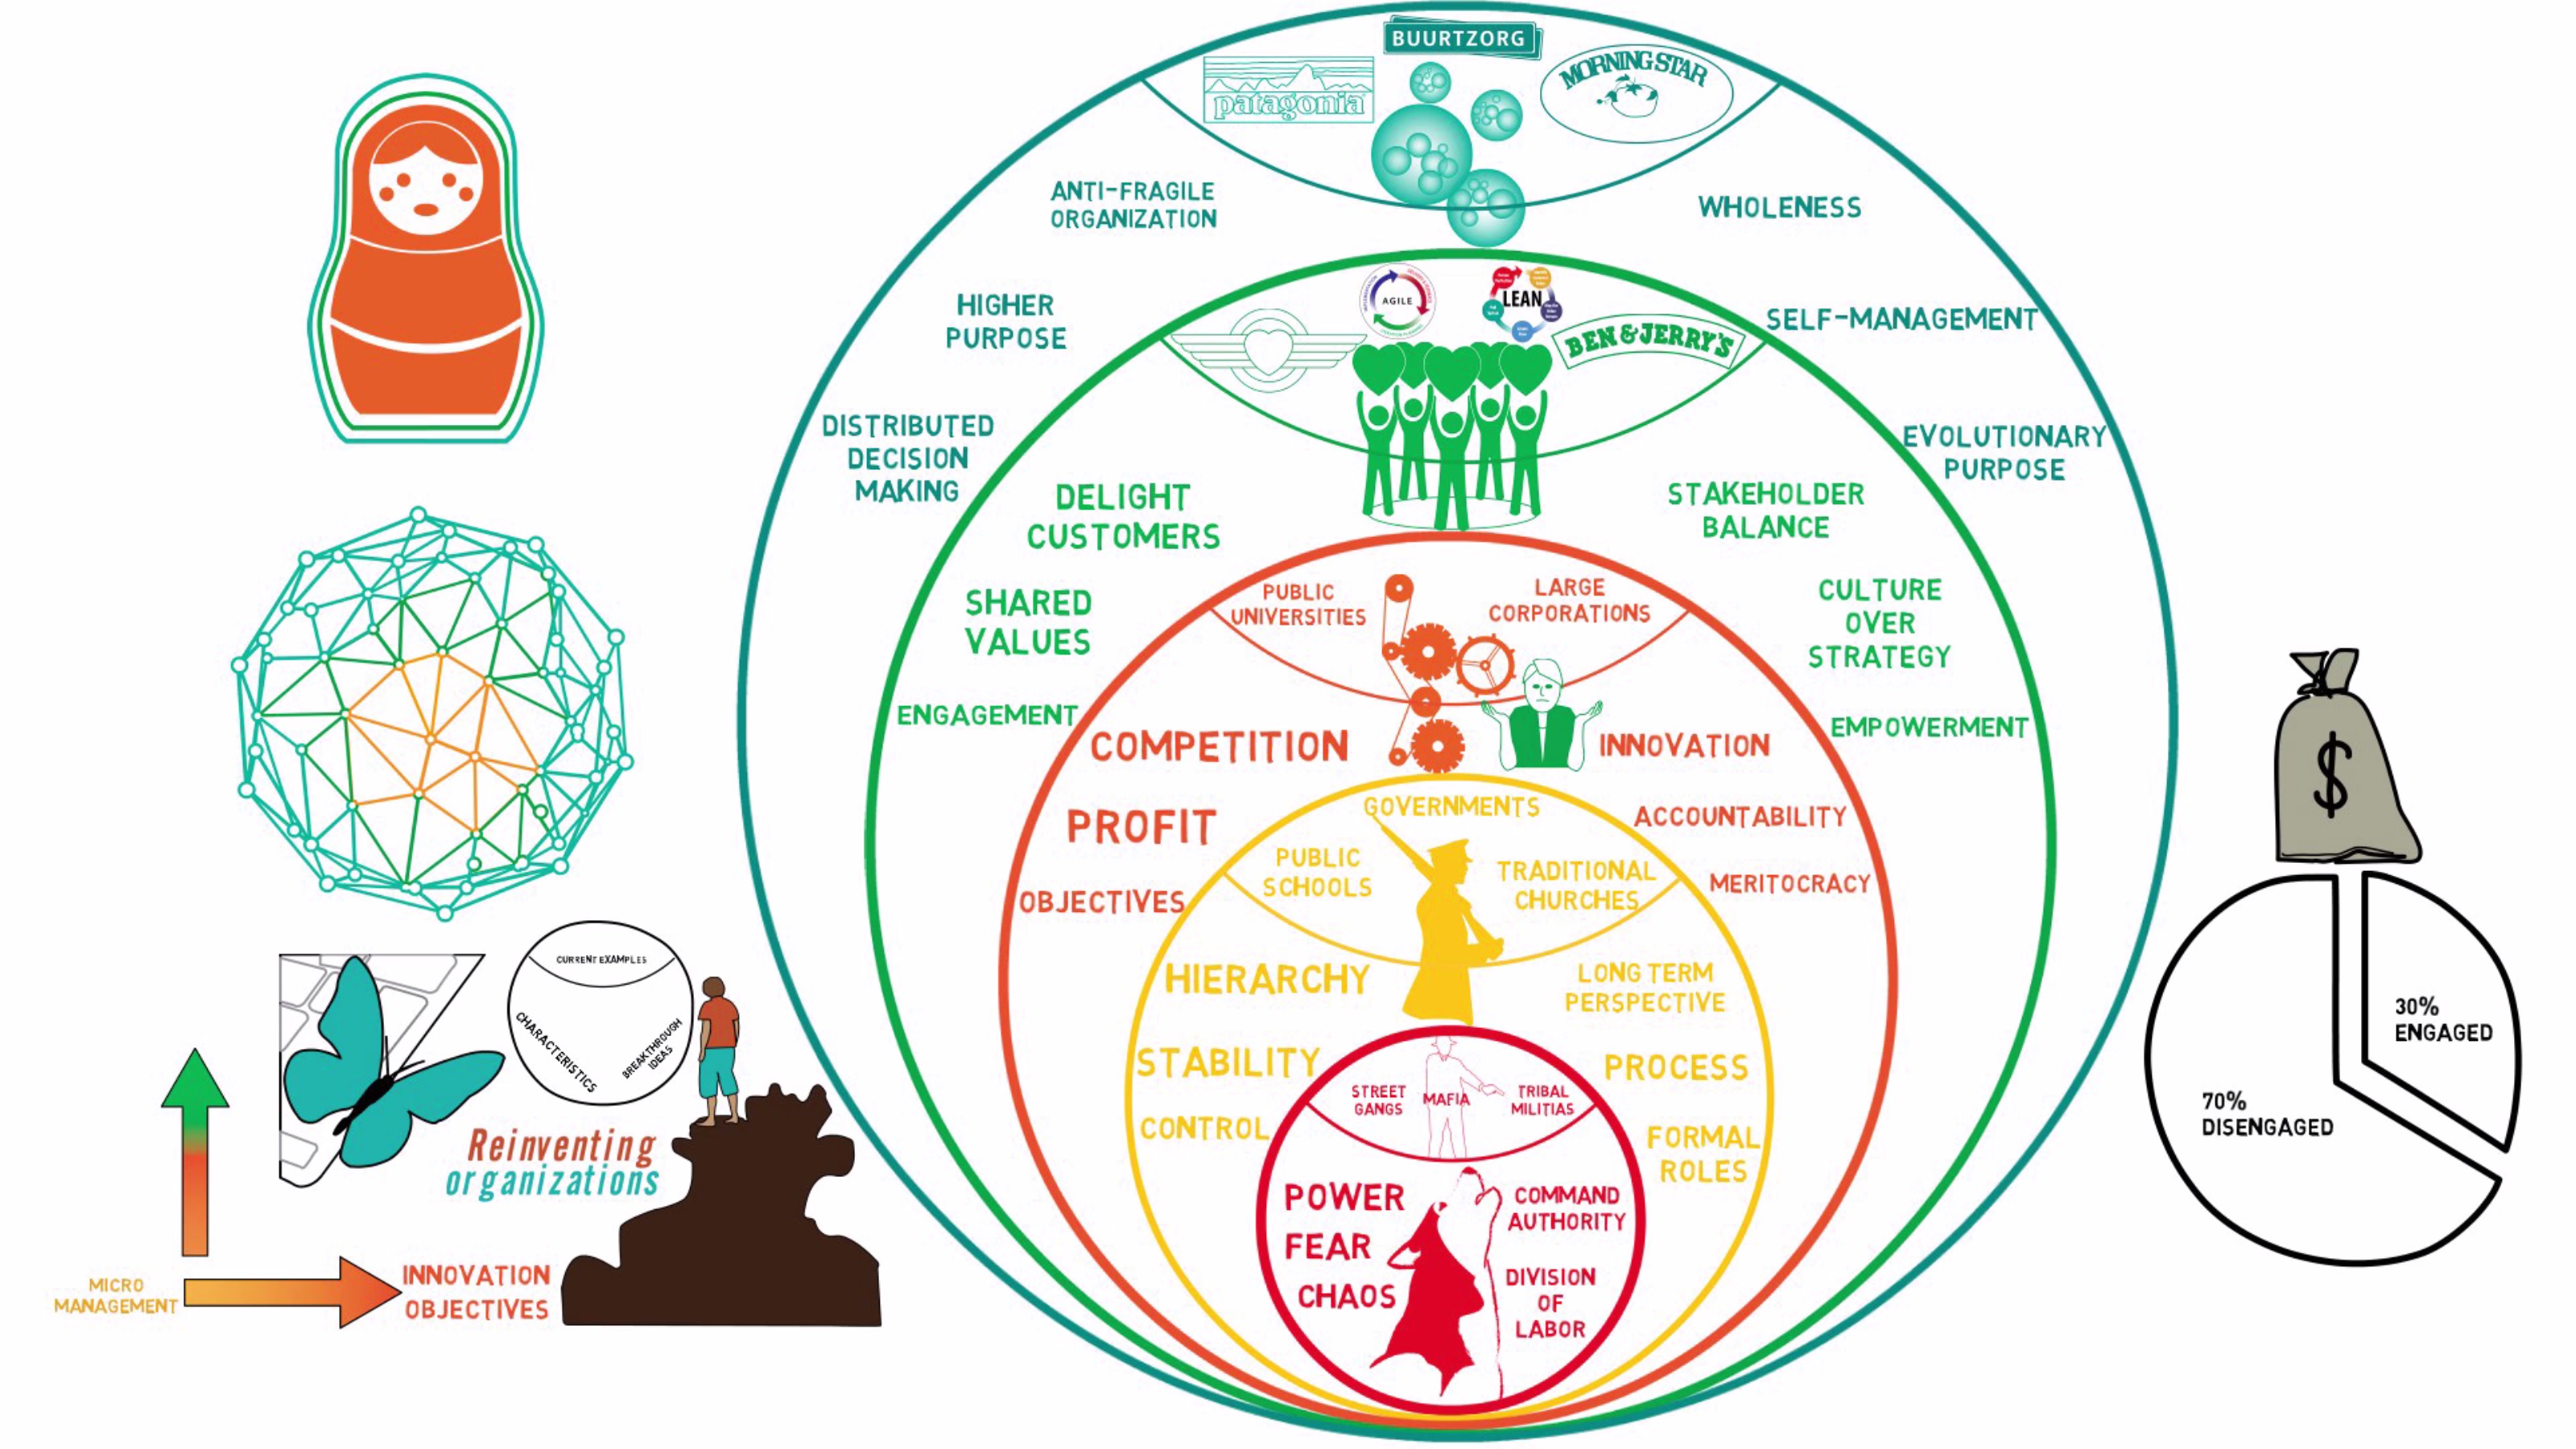 BUURTZORG
patagonia
MORNING STAR
ANTI-FRAGILE
ORGANIZATION
WHOLENESS
HIGHER
PURPOSE
SELF-MANAGEMENT
DISTRIBUTED
DECISION
MAKING
EVOLUTIONARY
PURPOSE
AGILE
LEAN
BEN & JERRY'S
DELIGHT
CUSTOMERS
STAKEHOLDER
BALANCE
SHARED
VALUES
CULTURE
OVER
STRATEGY
ENGAGEMENT
EMPOWERMENT
PUBLIC
UNIVERSITIES
LARGE
CORPORATIONS
COMPETITION
INNOVATION
PROFIT
ACCOUNTABILITY
OBJECTIVES
MERITOCRACY
GOVERNMENTS
PUBLIC
SCHOOLS
TRADITIONAL
CHURCHES
HIERARCHY
LONG TERM
PERSPECTIVE
STABILITY
PROCESS
CONTROL
FORMAL
ROLES
STREET
GANGS
MAFIA
TRIBAL
MILITIAS
POWER
FEAR
CHAOS
COMMAND
AUTHORITY
DIVISION
OF
LABOR
CURRENT EXAMPLES
CHARACTERISTICS
BREAKTHROUGH
IDEAS
Reinventing
organizations
MICRO
MANAGEMENT
INNOVATION
OBJECTIVES
$
30%
ENGAGED
70%
DISENGAGED